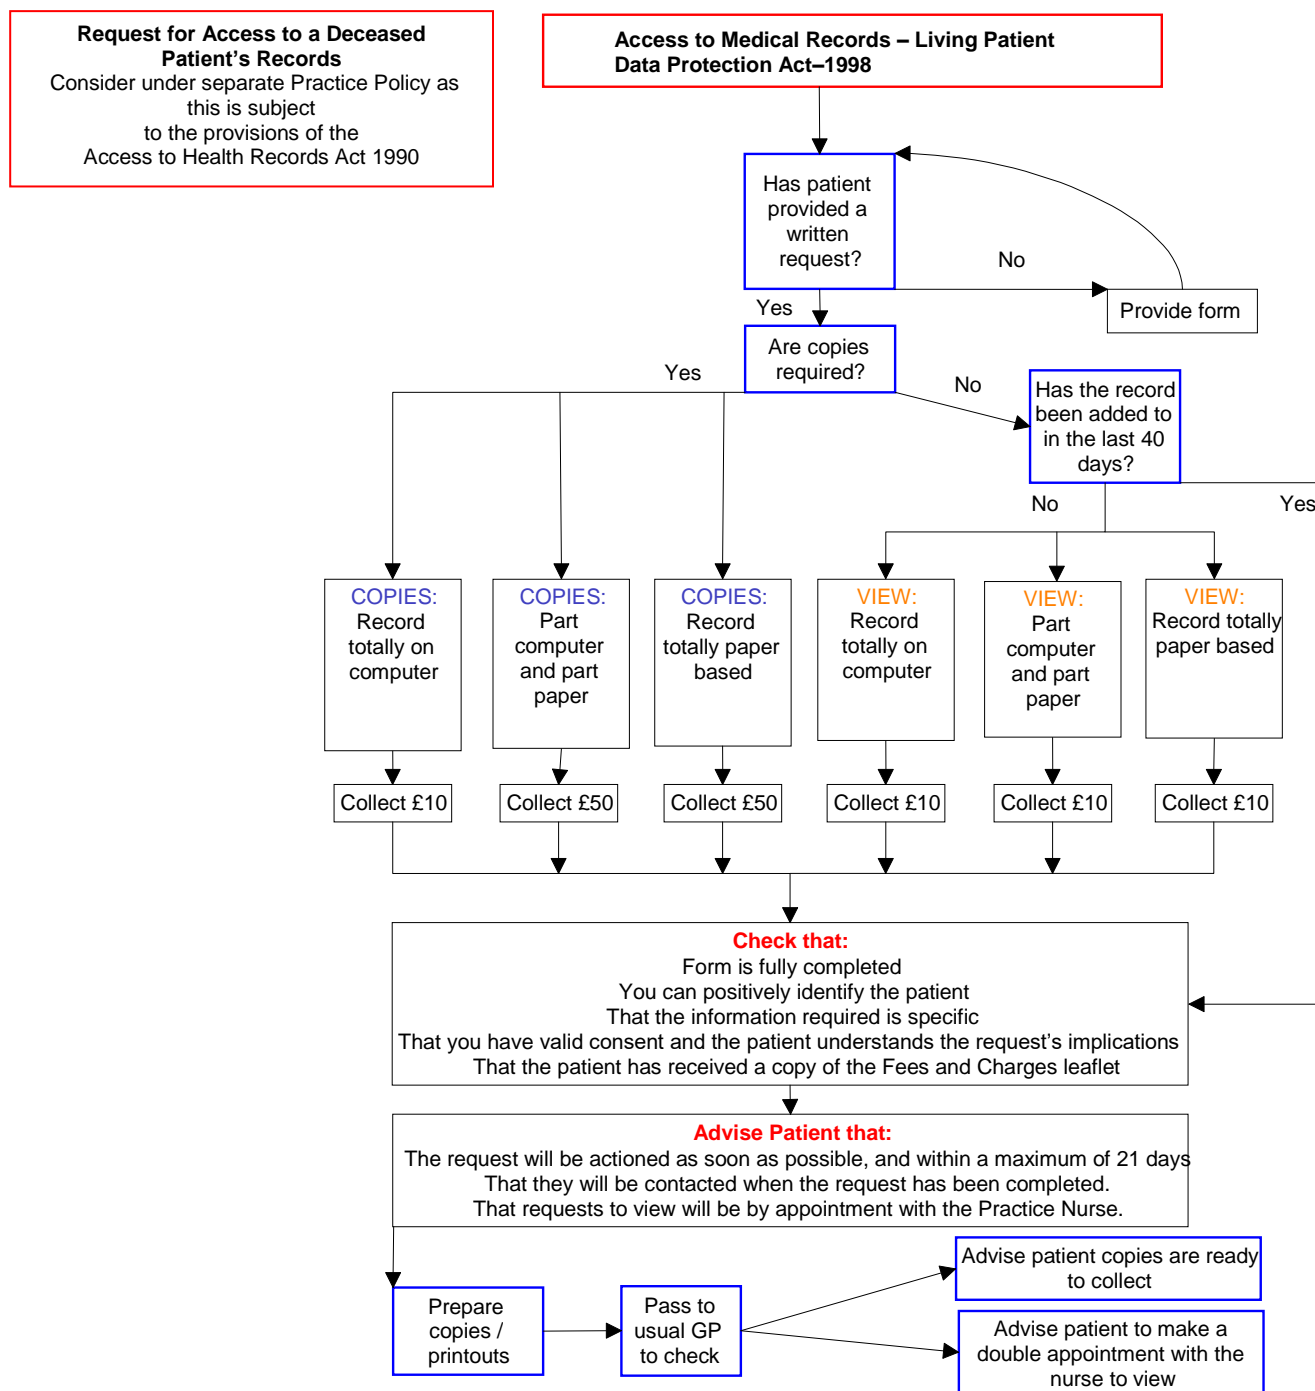 Request for Access to a Deceased
Patient's Records
Consider under separate Practice Policy as
this is subject
to the provisions of the
Access to Health Records Act 1990
Access to Medical Records – Living Patient
Data Protection Act–1998
Has patient
provided a
written
request?
No
Provide form
Yes
Are copies
required?
Yes
No
Has the record
been added to
in the last 40
days?
No
Yes
COPIES:
Record
totally on
computer
COPIES:
Part
computer
and part
paper
COPIES:
Record
totally paper
based
VIEW:
Record
totally on
computer
VIEW:
Part
computer
and part
paper
VIEW:
Record totally
paper based
Collect £10
Collect £50
Collect £50
Collect £10
Collect £10
Collect £10
Check that:
Form is fully completed
You can positively identify the patient
That the information required is specific
That you have valid consent and the patient understands the request's implications
That the patient has received a copy of the Fees and Charges leaflet
Advise Patient that:
The request will be actioned as soon as possible, and within a maximum of 21 days
That they will be contacted when the request has been completed.
That requests to view will be by appointment with the Practice Nurse.
Prepare
copies /
printouts
Pass to
usual GP
to check
Advise patient copies are ready
to collect
Advise patient to make a
double appointment with the
nurse to view